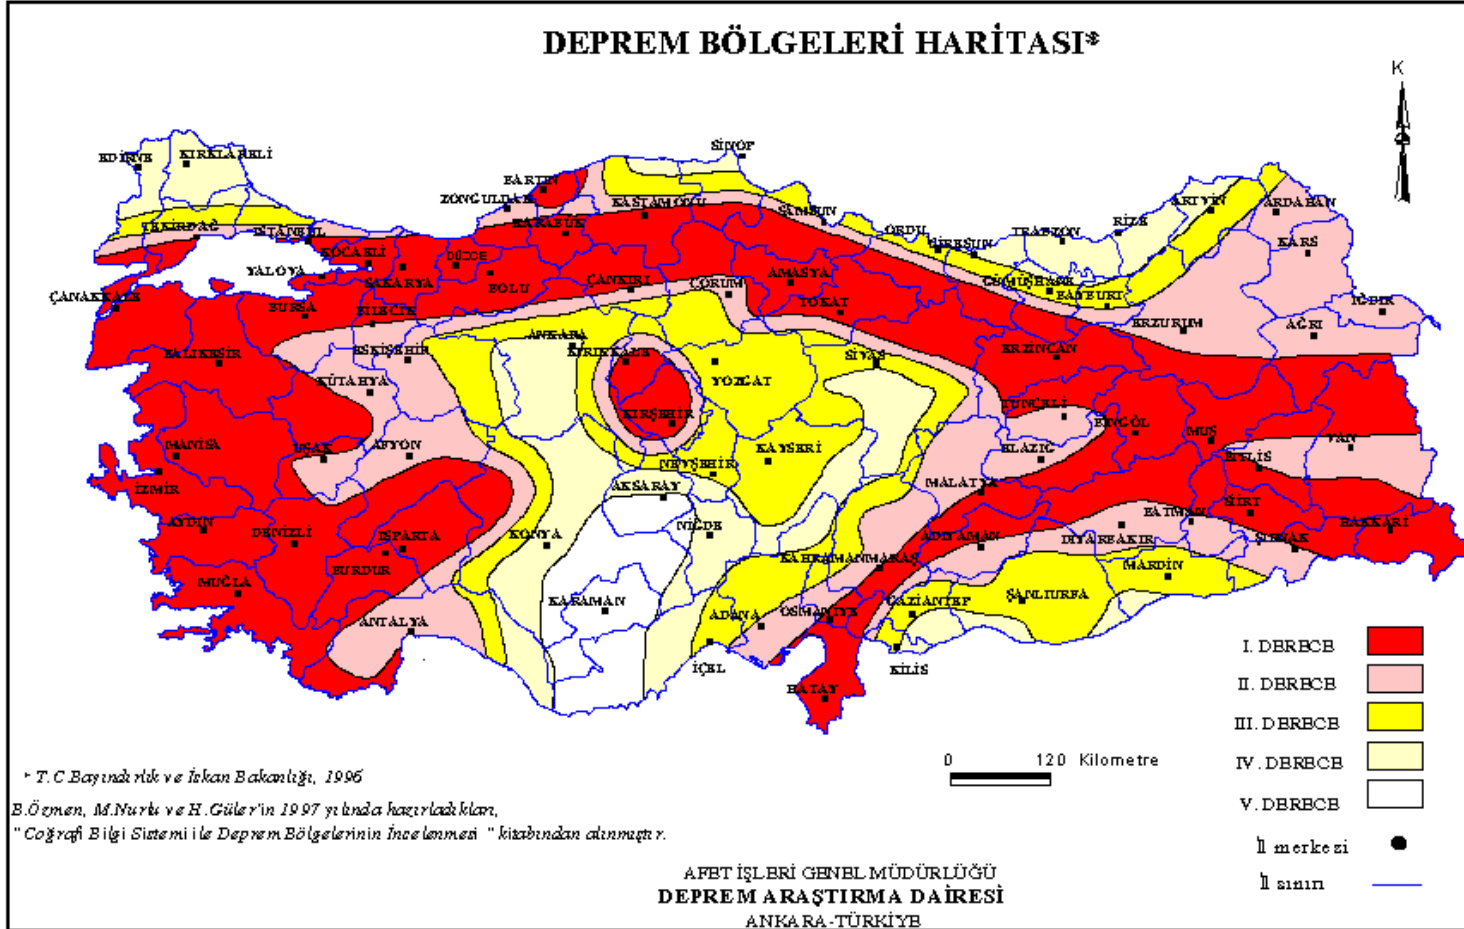 DEPREM BÖLGELERİ HARİTASI*
K
SİNOP
EDİRNE
KIRKLARELİ
BARTIN
ZONGULDAK
KASTAMONU
SAMSUN
ARTVİN
ARDAHAN
TEKİRDAĞ
İSTANBUL
KARABÜK
ORDU
GİRESUN
TRABZON
RİZE
KARS
KOCAELİ
DÜZCE
YALOVA
SAKARYA
BOLU
ÇANKIRI
ÇORUM
AMASYA
GÜMÜŞHANE
BAYBURT
IĞDIR
ÇANAKKALE
BURSA
BİLECİK
TOKAT
ERZURUM
AĞRI
BALIKESİR
ESKİŞEHİR
ANKARA
KIRIKKALE
YOZGAT
SİVAS
ERZİNCAN
KÜTAHYA
KIRŞEHİR
TUNCELİ
BİNGÖL
MUŞ
MANİSA
UŞAK
AFYON
KAYSERİ
ELAZIĞ
VAN
BİTLİS
NEVŞEHİR
İZMİR
AKSARAY
MALATYA
SİİRT
AYDIN
DENİZLİ
ISPARTA
KONYA
NİĞDE
BATMAN
HAKKARİ
ADIYAMAN
DİYARBAKIR
ŞIRNAK
BURDUR
KAHRAMANMARAŞ
MARDİN
MUĞLA
KARAMAN
ADANA
OSMANİYE
GAZİANTEP
ŞANLIURFA
ANTALYA
İÇEL
KİLİS
HATAY
I. DERECE
II. DERECE
III. DERECE
IV. DERECE
V. DERECE
İl merkezi
İl sınırı
0 120 Kilometre
* T.C.Bayındırlık ve İskan Bakanlığı, 1996
B.Özmen, M.Nurlu ve H.Güler'in 1997 yılında hazırladıkları,
" Coğrafi Bilgi Sistemi ile Deprem Bölgelerinin İncelenmesi " kitabından alınmıştır.
AFET İŞLERİ GENEL MÜDÜRLÜĞÜ
DEPREM ARAŞTIRMA DAİRESİ
ANKARA-TÜRKİYE